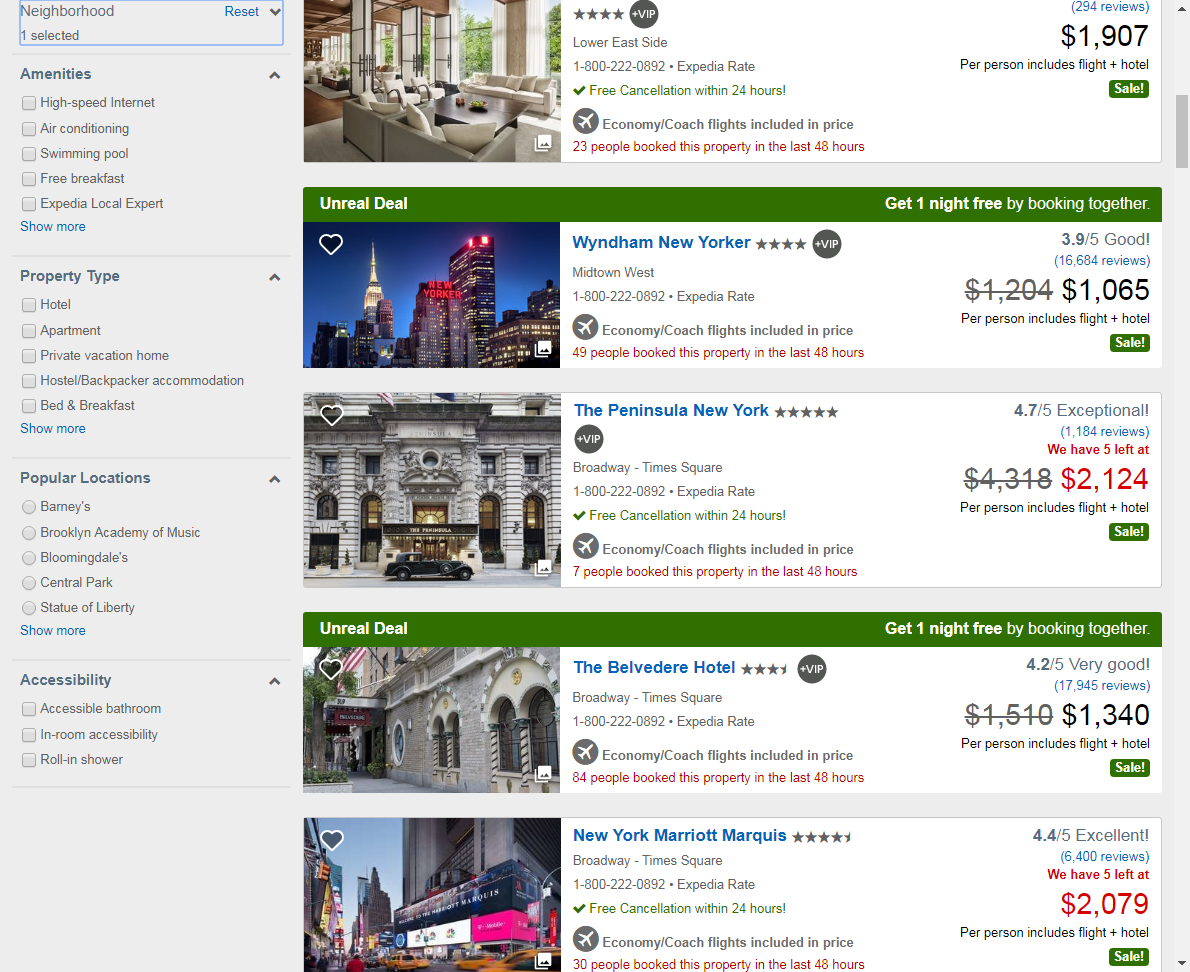 Neighborhood
Reset
1 selected
Amenities
High-speed Internet
Air conditioning
Swimming pool
Free breakfast
Expedia Local Expert
Show more
Property Type
Hotel
Apartment
Private vacation home
Hostel/Backpacker accommodation
Bed & Breakfast
Show more
Popular Locations
Barney's
Brooklyn Academy of Music
Bloomingdale's
Central Park
Statue of Liberty
Show more
Accessibility
Accessible bathroom
In-room accessibility
Roll-in shower
+VIP
Lower East Side
1-800-222-0892 • Expedia Rate
Free Cancellation within 24 hours!
Economy/Coach flights included in price
23 people booked this property in the last 48 hours
(294 reviews)
$1,907
Per person includes flight + hotel
Sale!
Unreal Deal
Get 1 night free by booking together.
NEW
YORKER
Wyndham New Yorker
+VIP
Midtown West
1-800-222-0892 • Expedia Rate
Economy/Coach flights included in price
49 people booked this property in the last 48 hours
3.9/5 Good!
(16,684 reviews)
$1,204 $1,065
Per person includes flight + hotel
Sale!
THE PENINSULA
The Peninsula New York
+VIP
Broadway - Times Square
1-800-222-0892 • Expedia Rate
Free Cancellation within 24 hours!
Economy/Coach flights included in price
7 people booked this property in the last 48 hours
4.7/5 Exceptional!
(1,184 reviews)
We have 5 left at
$4,318 $2,124
Per person includes flight + hotel
Sale!
Unreal Deal
Get 1 night free by booking together.
319
BELVEDERE
The Belvedere Hotel
+VIP
Broadway - Times Square
1-800-222-0892 • Expedia Rate
Economy/Coach flights included in price
84 people booked this property in the last 48 hours
4.2/5 Very good!
(17,945 reviews)
$1,510 $1,340
Per person includes flight + hotel
Sale!
WELCOME TO THE MARRIOTT MARQUIS
T-Mobile
New York Marriott Marquis
Broadway - Times Square
1-800-222-0892 • Expedia Rate
Free Cancellation within 24 hours!
Economy/Coach flights included in price
30 people booked this property in the last 48 hours
4.4/5 Excellent!
(6,400 reviews)
We have 5 left at
$2,079
Per person includes flight + hotel
Sale!